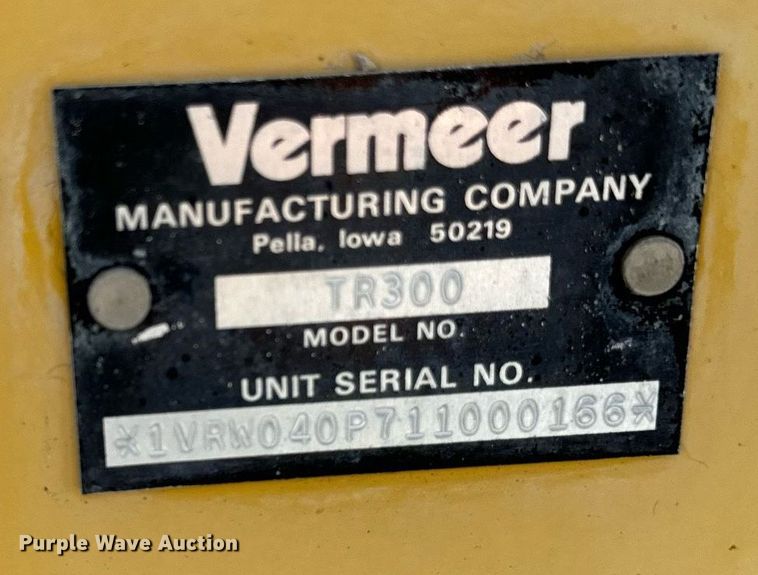 Vermeer
MANUFACTURING COMPANY
Pella, Iowa 50219
TR300
MODEL NO.
UNIT SERIAL NO.
*1VRW040P711000166*
Purple Wave Auction